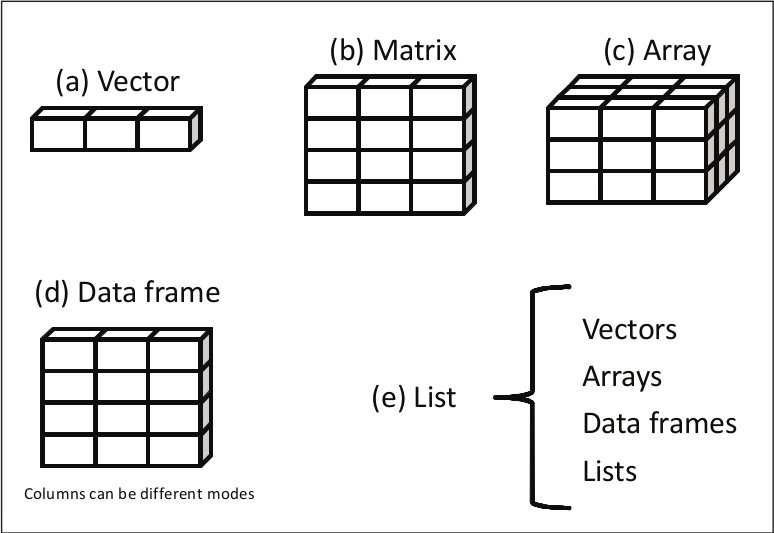 (a) Vector
(b) Matrix
(c) Array
(d) Data frame
Columns can be different modes
(e) List
Vectors
Arrays
Data frames
Lists